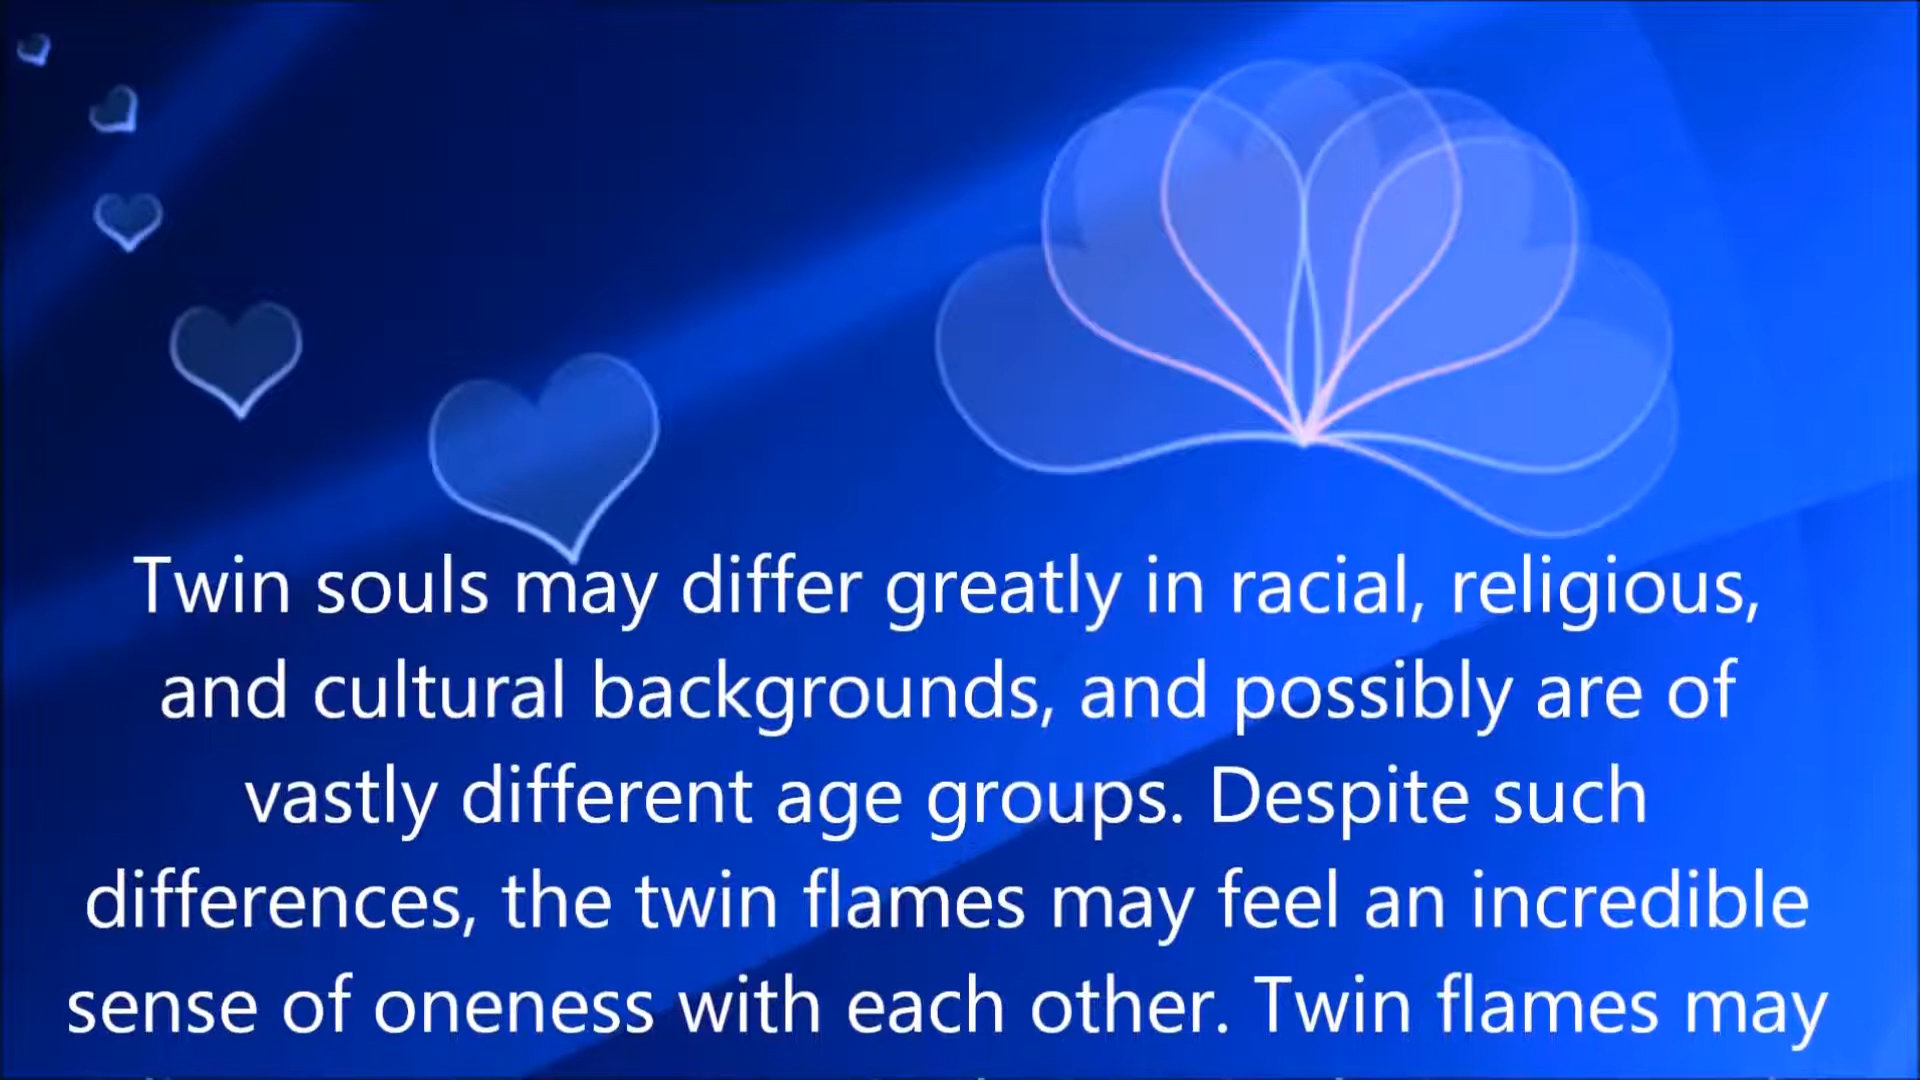 Twin souls may differ greatly in racial, religious,
and cultural backgrounds, and possibly are of
vastly different age groups. Despite such
differences, the twin flames may feel an incredible
sense of oneness with each other. Twin flames may